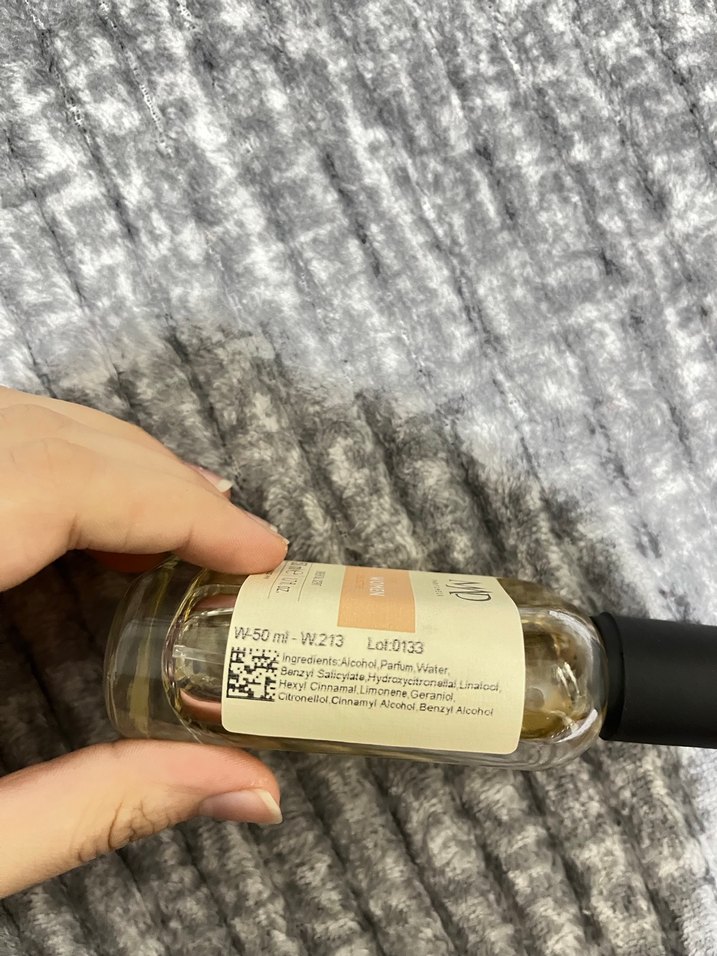 W-50 ml - W.213 Lot:0133
Ingredients:Alcohol,Parfum,Water,
Benzyl Salicylate,Hydroxycitronellal,Linalool,
Hexyl Cinnamal,Limonene,Geraniol,
Citronellol,Cinnamyl Alcohol,Benzyl Alcohol
WOMEN